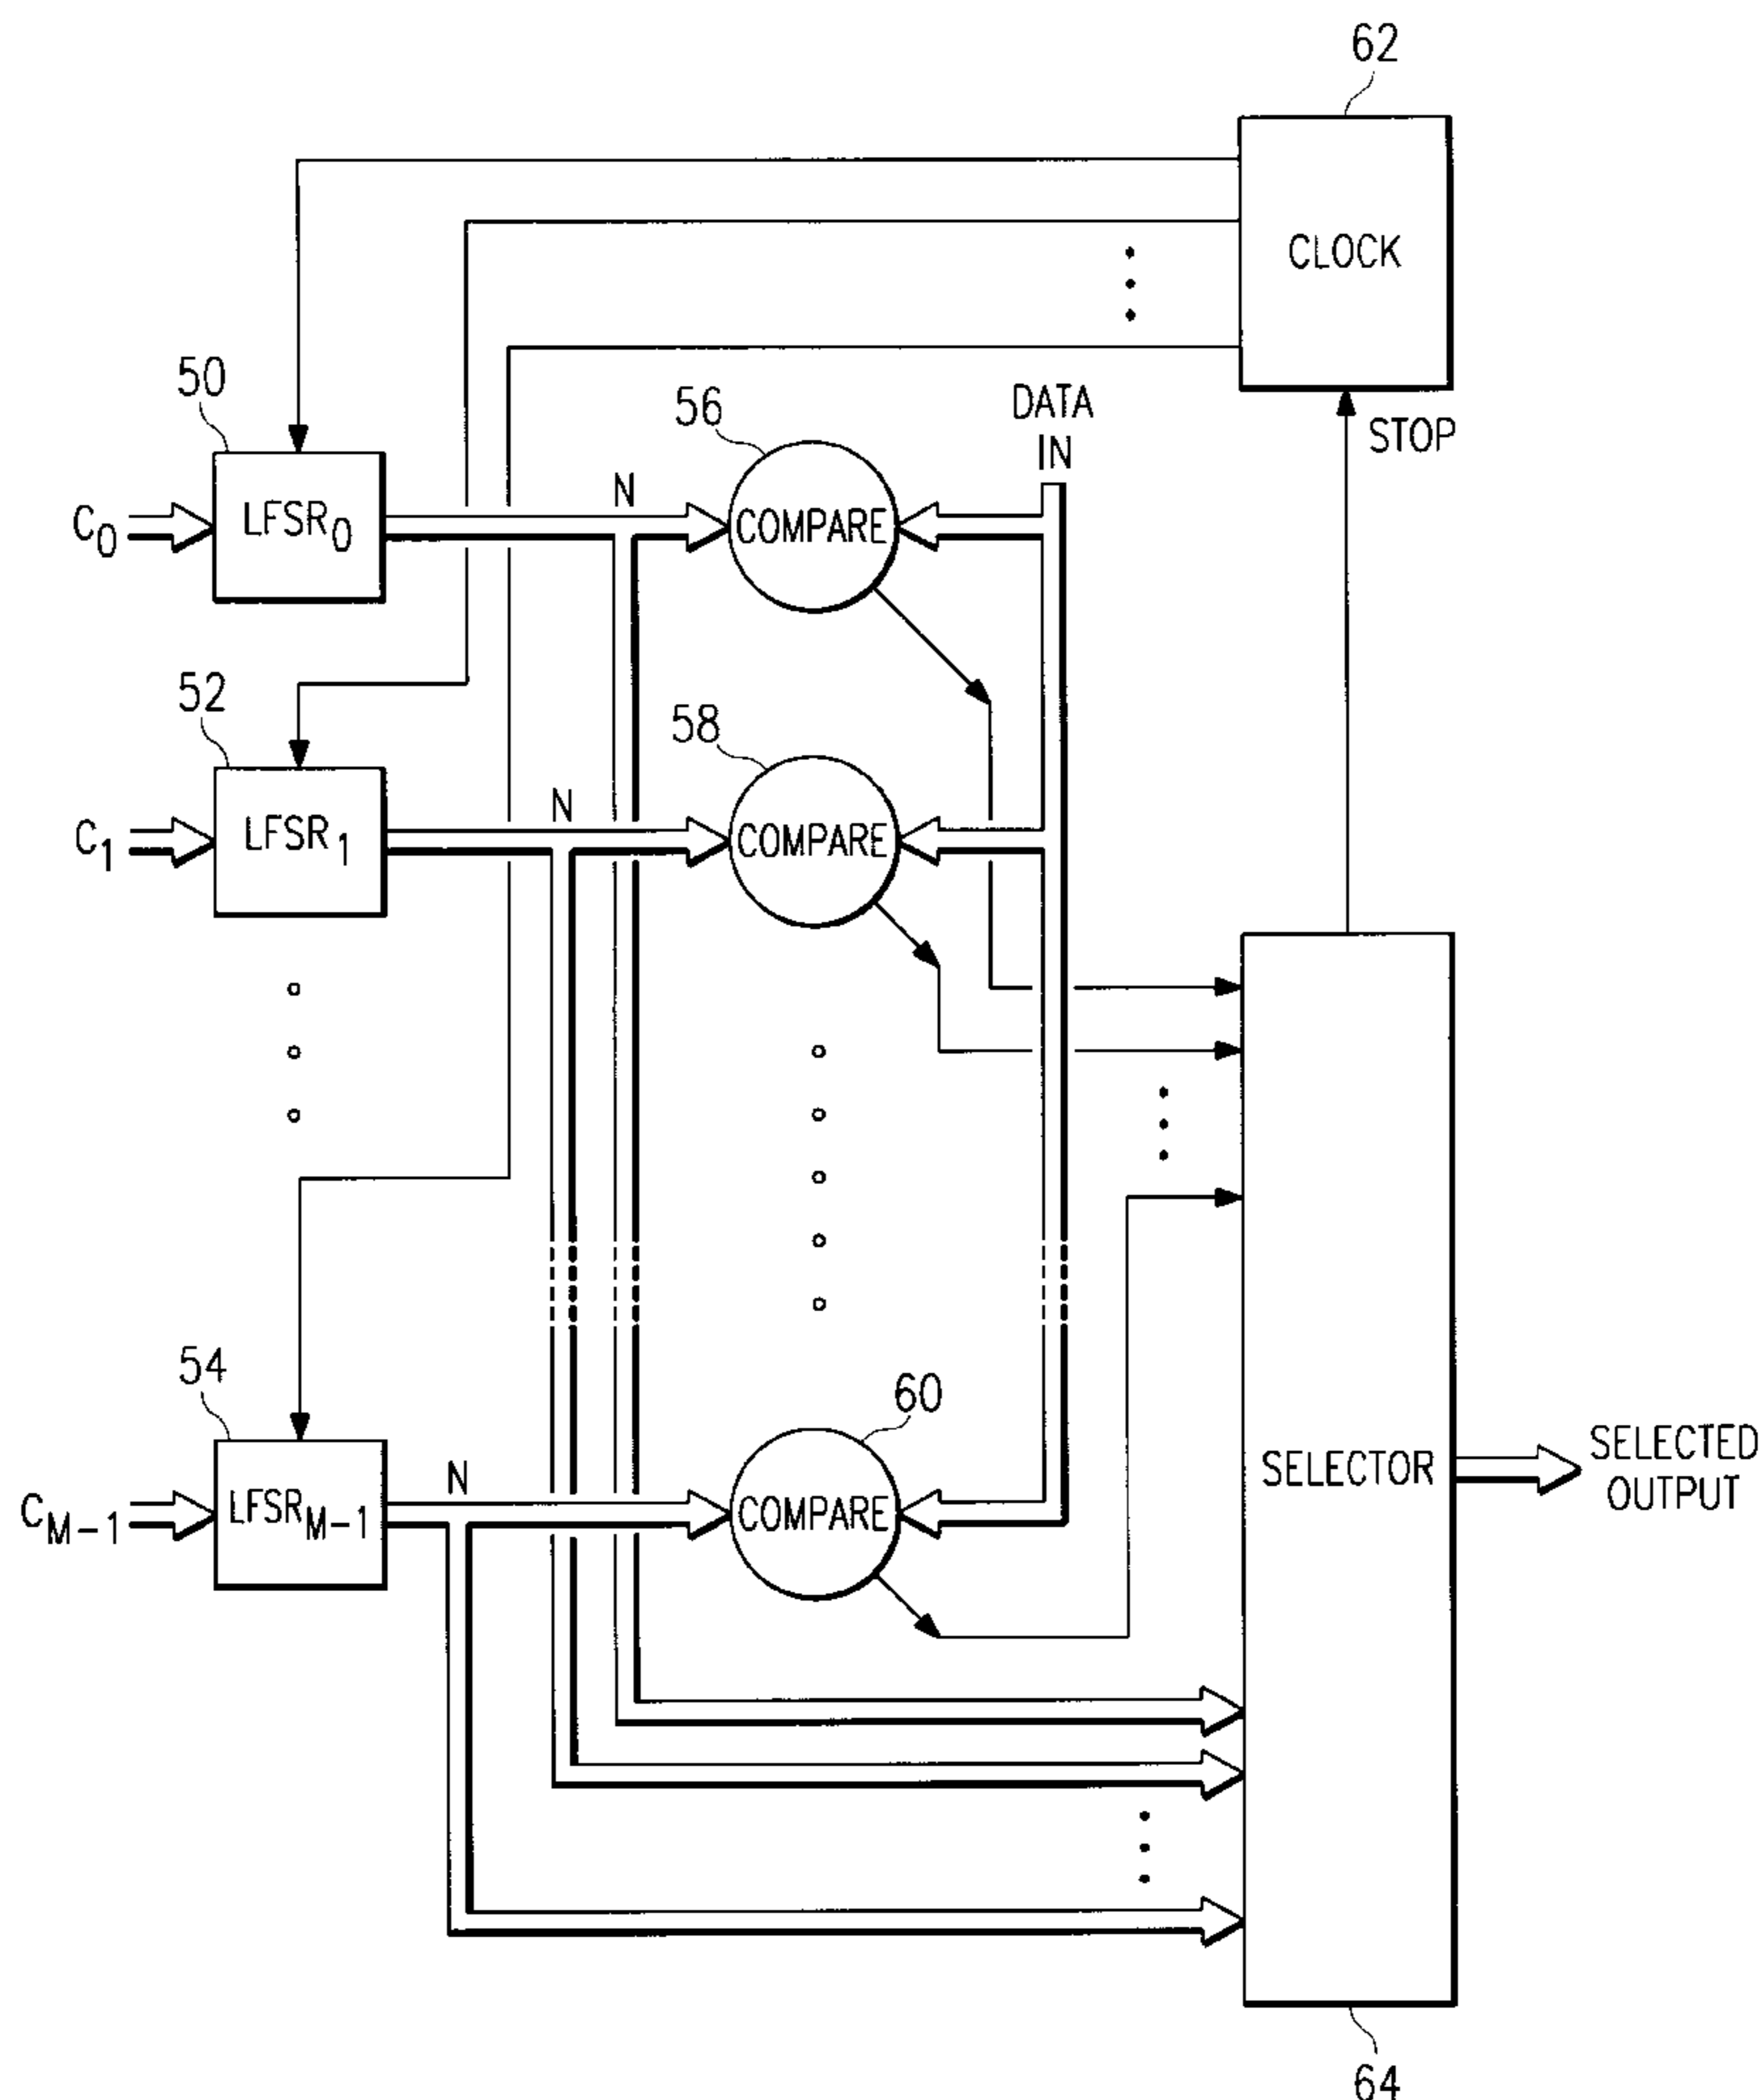 62
CLOCK
STOP
50
LFSR0
C0
N
56
COMPARE
DATA
IN
52
LFSR1
C1
N
58
COMPARE
54
LFSRM-1
CM-1
N
60
COMPARE
SELECTOR
SELECTED
OUTPUT
64